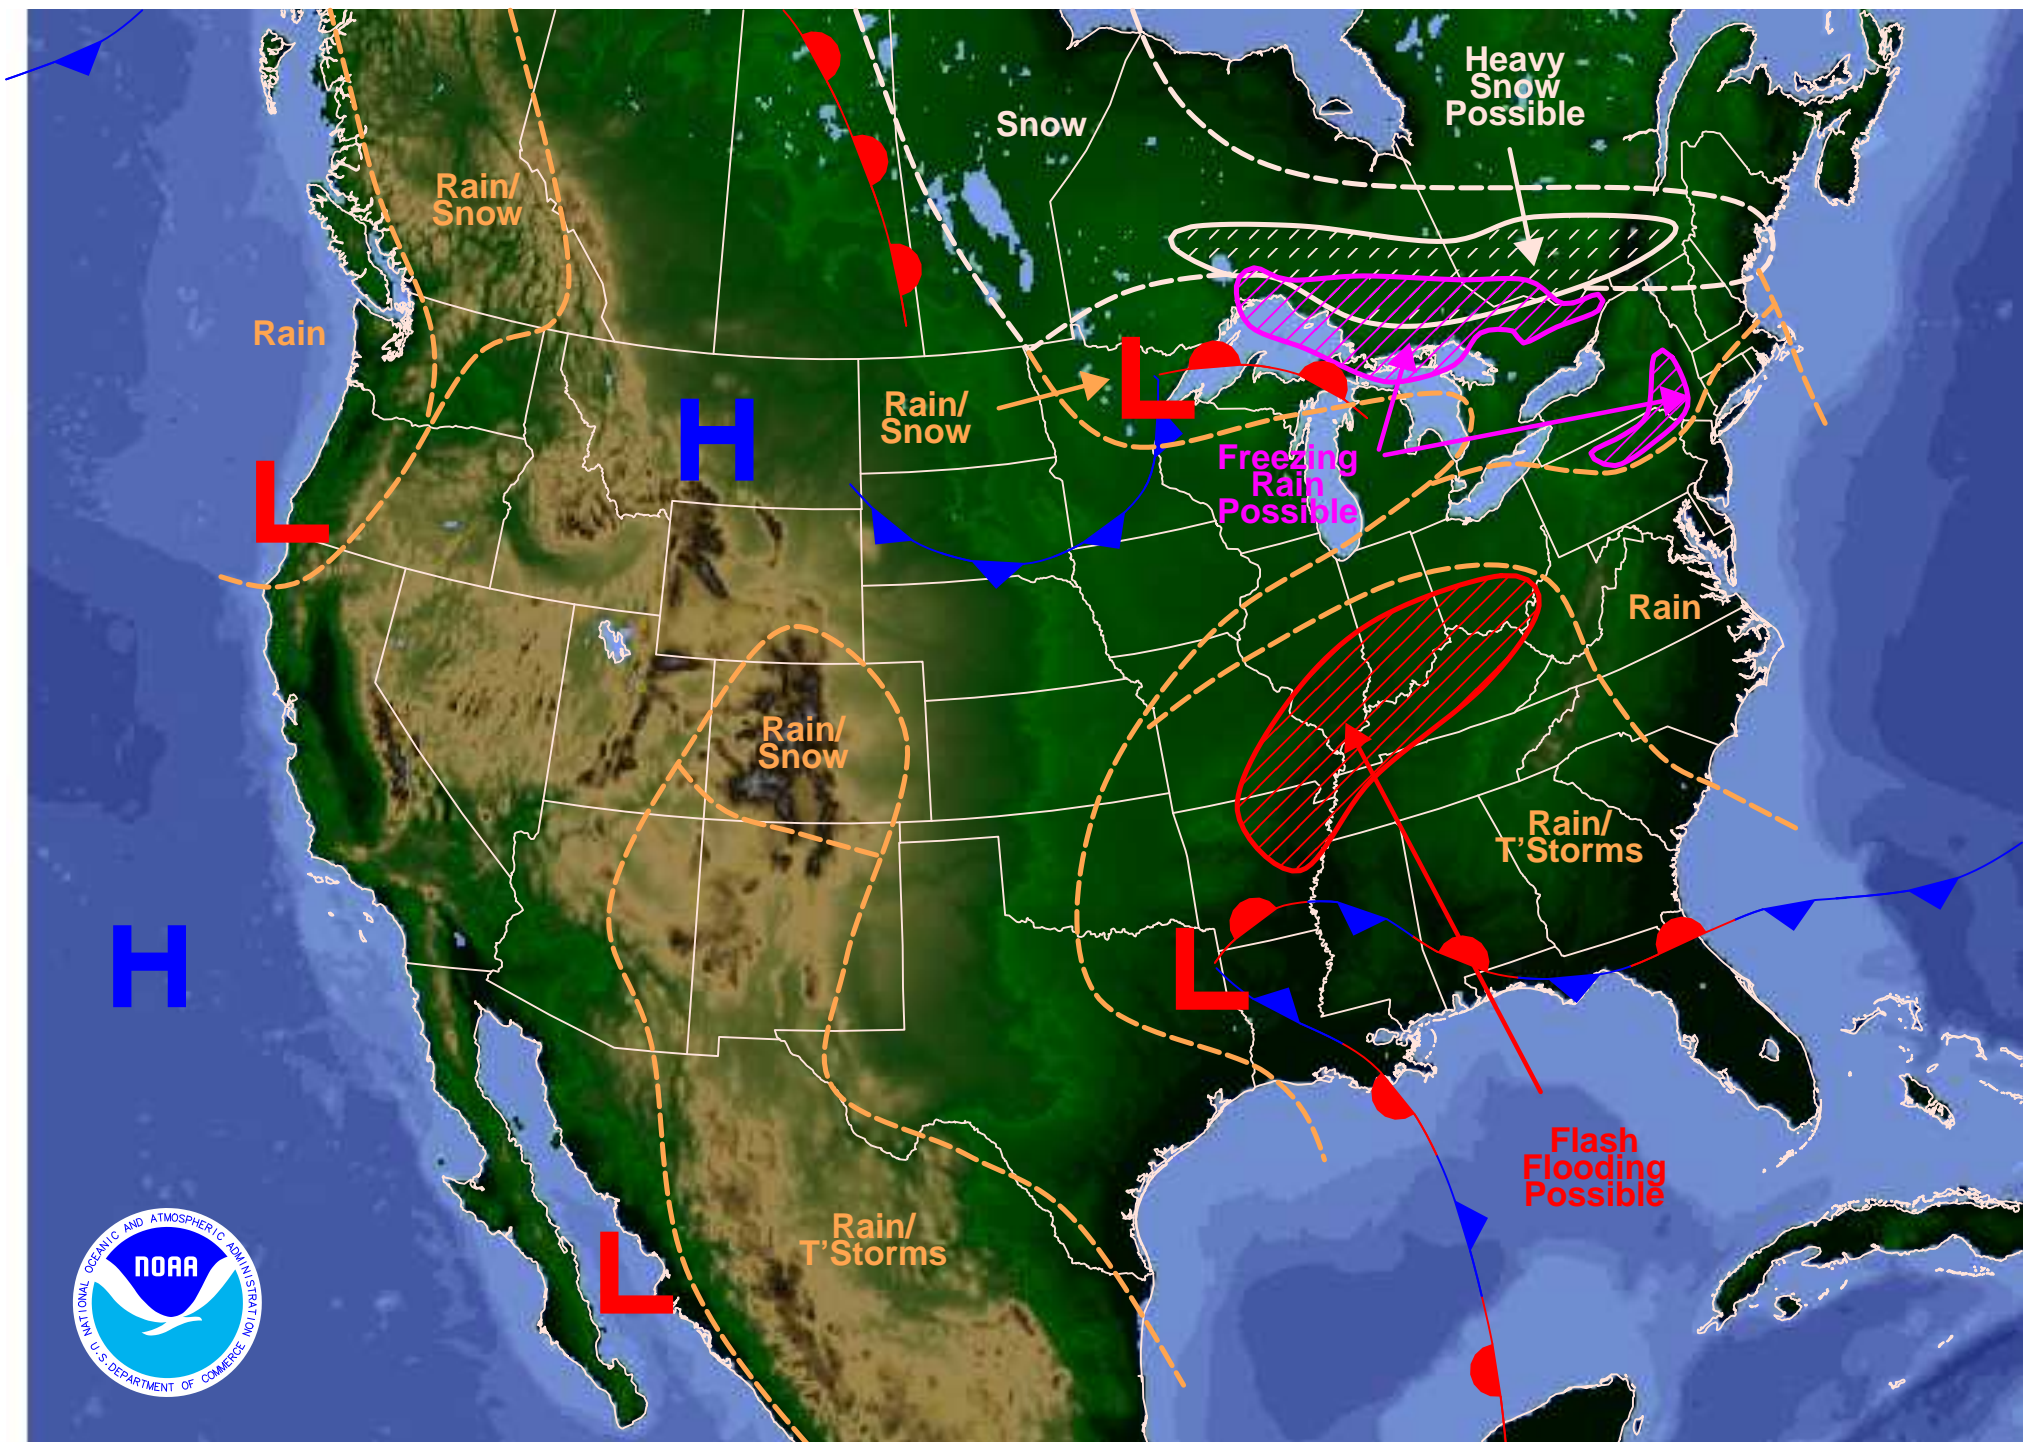 Heavy
Snow
Possible
Snow
Rain/
Snow
Rain
Rain/
Snow
H
L
Freezing
Rain
Possible
L
Rain
Rain/
Snow
Rain/
T'Storms
H
L
Flash
Flooding
Possible
Rain/
T'Storms
L
NATIONAL OCEANIC AND ATMOSPHERIC ADMINISTRATION
NOAA
U.S. DEPARTMENT OF COMMERCE